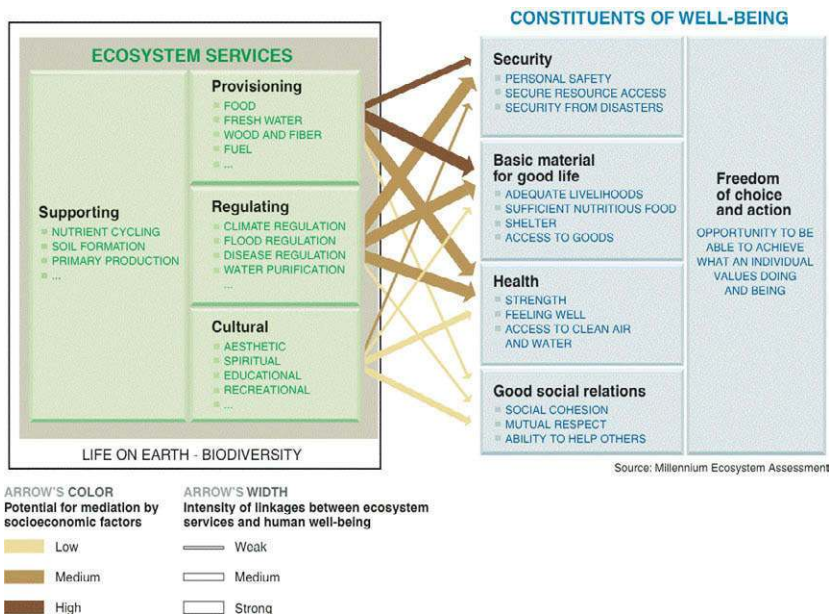 CONSTITUENTS OF WELL-BEING
ECOSYSTEM SERVICES
Supporting
NUTRIENT CYCLING
SOIL FORMATION
PRIMARY PRODUCTION
...
Provisioning
FOOD
FRESH WATER
WOOD AND FIBER
FUEL
...
Regulating
CLIMATE REGULATION
FLOOD REGULATION
DISEASE REGULATION
WATER PURIFICATION
...
Cultural
AESTHETIC
SPIRITUAL
EDUCATIONAL
RECREATIONAL
...
LIFE ON EARTH - BIODIVERSITY
Security
PERSONAL SAFETY
SECURE RESOURCE ACCESS
SECURITY FROM DISASTERS
Basic material
for good life
ADEQUATE LIVELIHOODS
SUFFICIENT NUTRITIOUS FOOD
SHELTER
ACCESS TO GOODS
Health
STRENGTH
FEELING WELL
ACCESS TO CLEAN AIR
AND WATER
Good social relations
SOCIAL COHESION
MUTUAL RESPECT
ABILITY TO HELP OTHERS
Freedom
of choice
and action
OPPORTUNITY TO BE
ABLE TO ACHIEVE
WHAT AN INDIVIDUAL
VALUES DOING
AND BEING
Source: Millennium Ecosystem Assessment
ARROW'S COLOR
Potential for mediation by
socioeconomic factors
Low
Medium
High
ARROW'S WIDTH
Intensity of linkages between ecosystem
services and human well-being
Weak
Medium
Strong